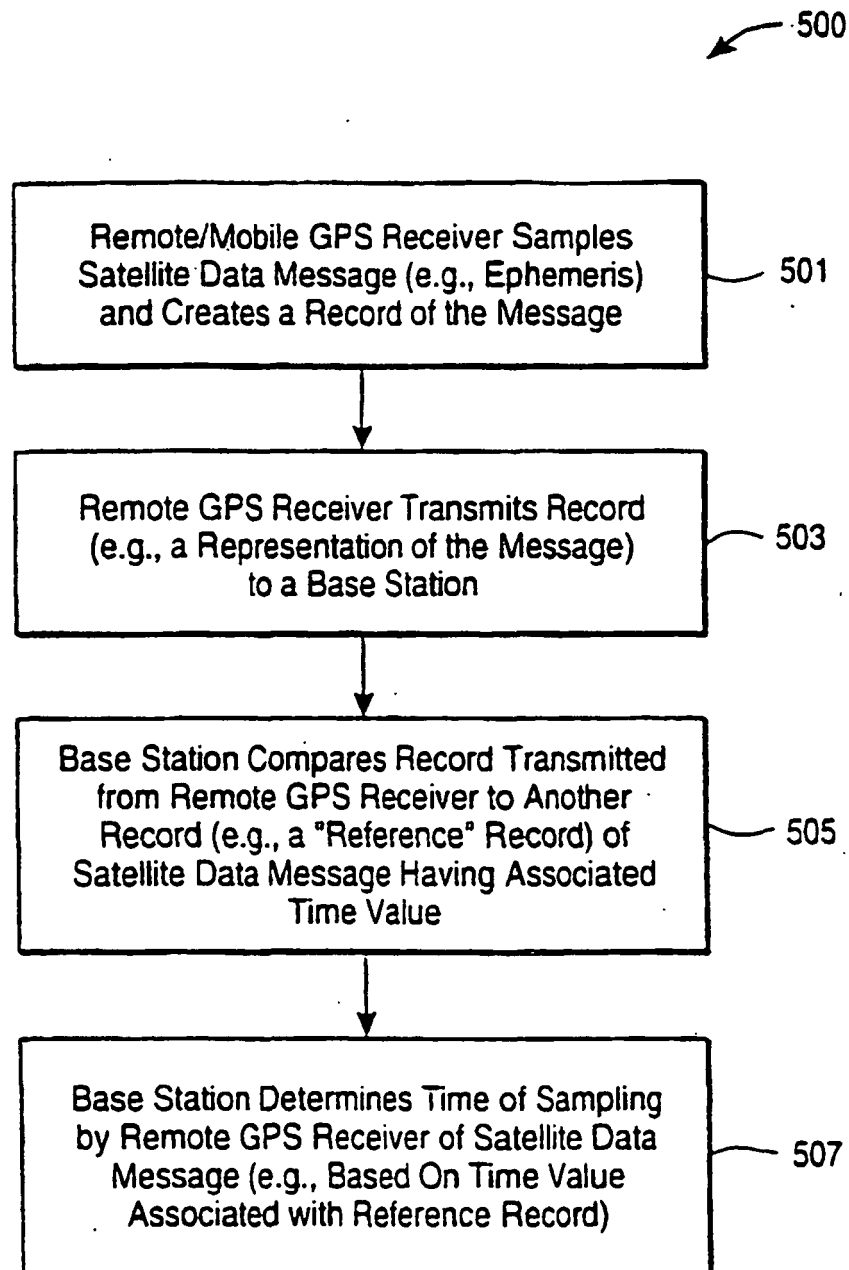 500
Remote/Mobile GPS Receiver Samples
Satellite Data Message (e.g., Ephemeris)
and Creates a Record of the Message
501
Remote GPS Receiver Transmits Record
(e.g., a Representation of the Message)
to a Base Station
503
Base Station Compares Record Transmitted
from Remote GPS Receiver to Another
Record (e.g., a "Reference" Record) of
Satellite Data Message Having Associated
Time Value
505
Base Station Determines Time of Sampling
by Remote GPS Receiver of Satellite Data
Message (e.g., Based On Time Value
Associated with Reference Record)
507